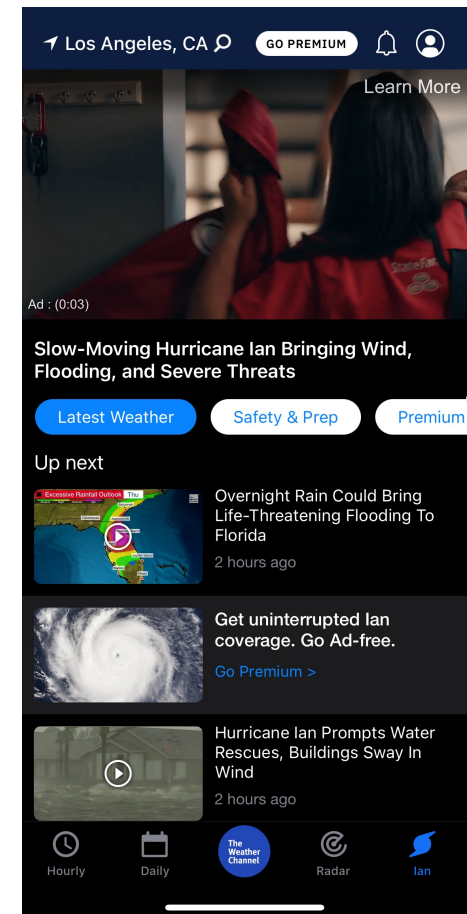 Los Angeles, CA
GO PREMIUM
Learn More
StateFarm
Ad : (0:03)
Slow-Moving Hurricane Ian Bringing Wind,
Flooding, and Severe Threats
Latest Weather
Safety & Prep
Premium
Up next
Excessive Rainfall Outlook Thu
Overnight Rain Could Bring
Life-Threatening Flooding To
Florida
2 hours ago
Get uninterrupted Ian
coverage. Go Ad-free.
Go Premium >
Hurricane Ian Prompts Water
Rescues, Buildings Sway In
Wind
2 hours ago
The
Weather
Channel
Hourly
Daily
Radar
Ian